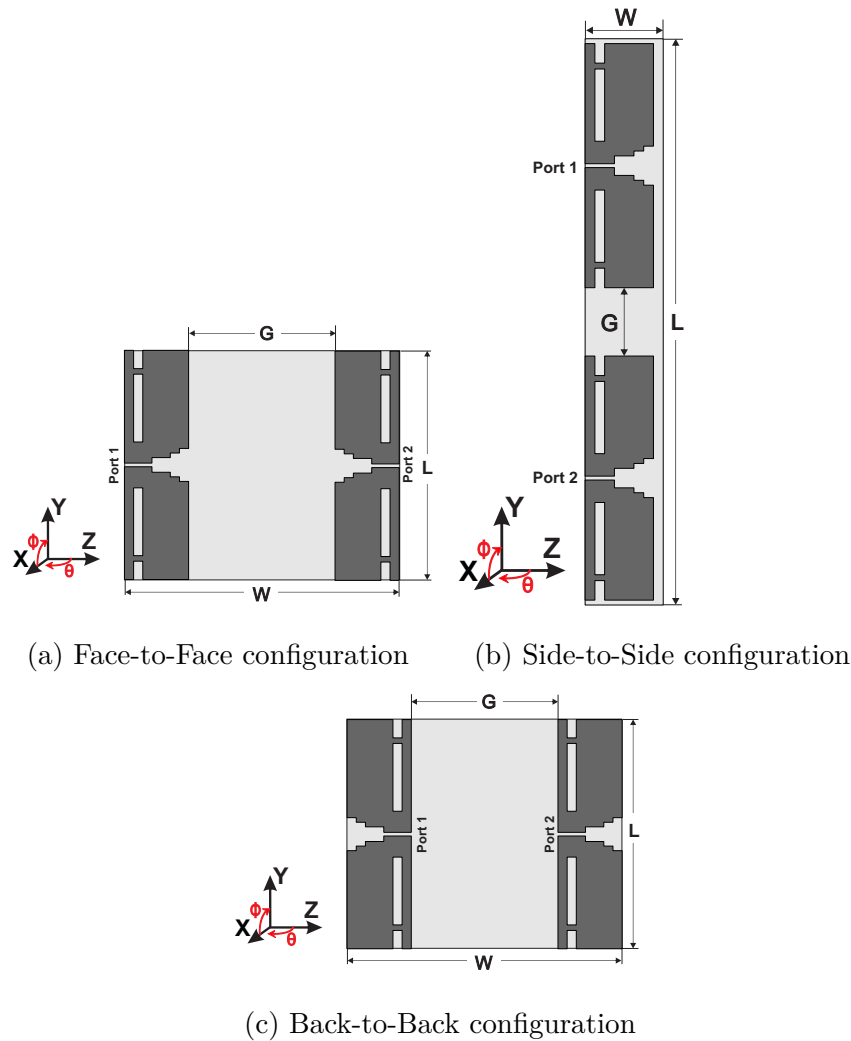 G
Port 1
Port 2
L
Y
Φ
X
Z
θ
W
(a) Face-to-Face configuration
W
Port 1
G
L
Port 2
Y
Φ
X
Z
θ
(b) Side-to-Side configuration
G
Port 1
Port 2
L
Y
Φ
X
Z
θ
W
(c) Back-to-Back configuration